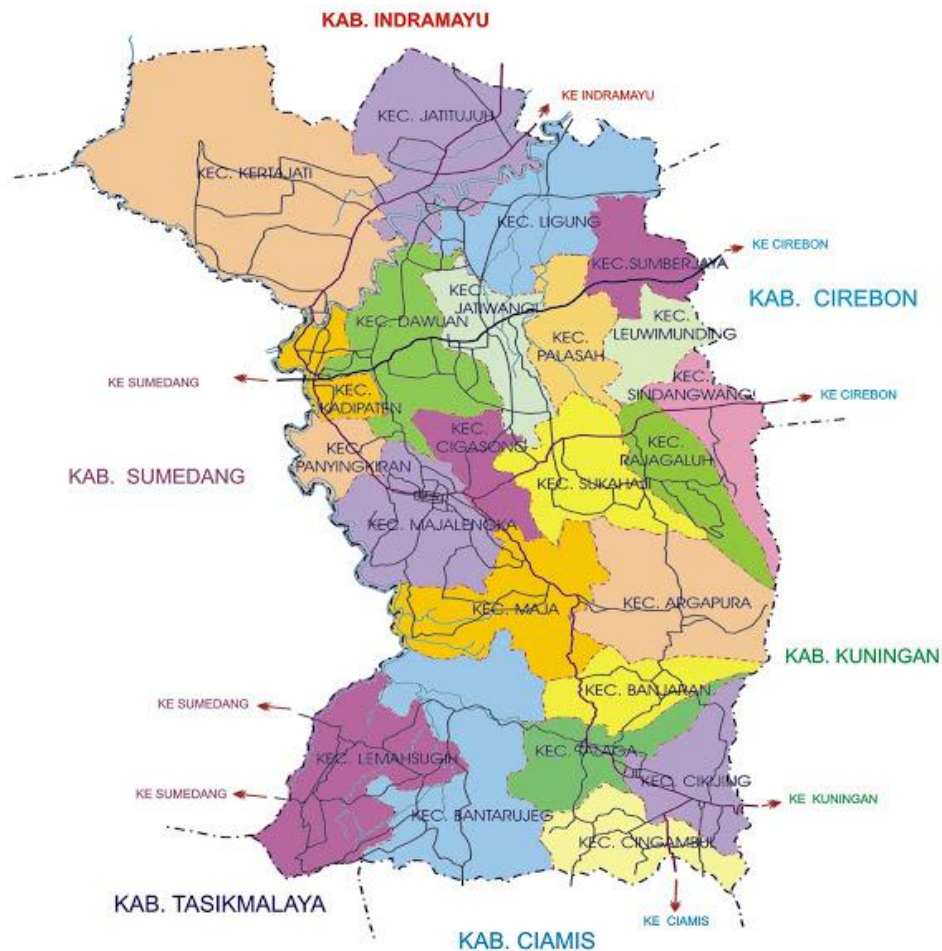 KAB. INDRAMAYU
KE INDRAMAYU
KEC. JATITUJUH
KEC. KERTAJATI
KEC. LIGUNG
KE CIREBON
KEC.SUMBERJAYA
KEC.
JATIWANGI
KAB. CIREBON
KEC. DAWUAN
KEC.
LEUWIMUNDING
KEC.
PALASAH
KE SUMEDANG
KEC.
SINDANGWANGI
KE CIREBON
KEC.
KADIPATEN
KEC.
CIGASONG
KEC.
RAJAGALUH
KEC.
PANYINGKIRAN
KAB. SUMEDANG
KEC. SUKAHAJI
KEC. MAJALENGKA
KEC. MAJA
KEC. ARGAPURA
KAB. KUNINGAN
KEC. BANJARAN
KE SUMEDANG
KEC. TALAGA
KEC. LEMAHSUGIH
KEC. CIKIJING
KE SUMEDANG
KE KUNINGAN
KEC. BANTARUJEG
KEC. CINGAMBUL
KAB. TASIKMALAYA
KE CIAMIS
KAB. CIAMIS